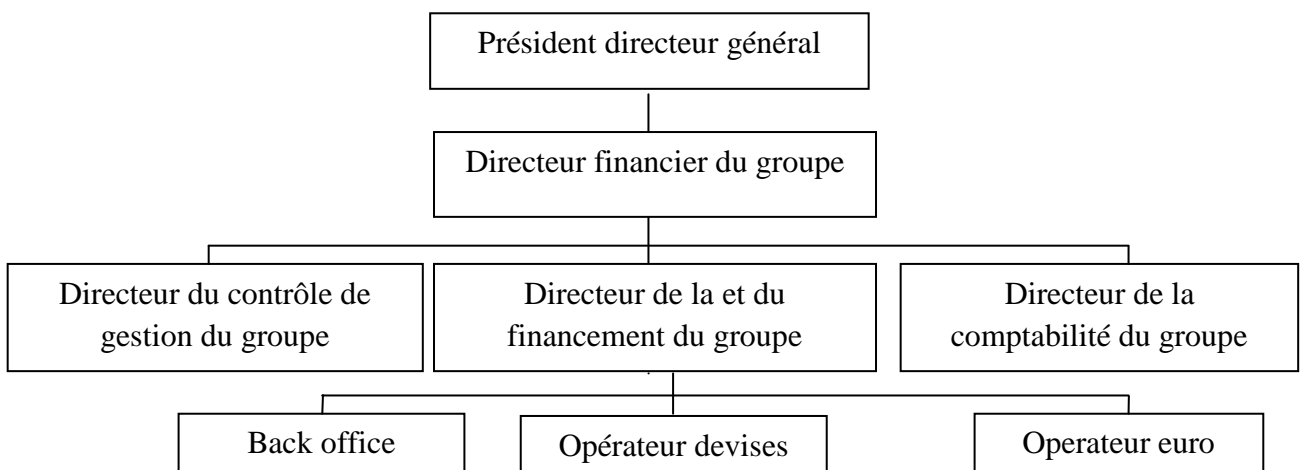 Président directeur général
Directeur financier du groupe
Directeur du contrôle de
gestion du groupe
Directeur de la et du
financement du groupe
Directeur de la
comptabilité du groupe
Back office
Opérateur devises
Operateur euro